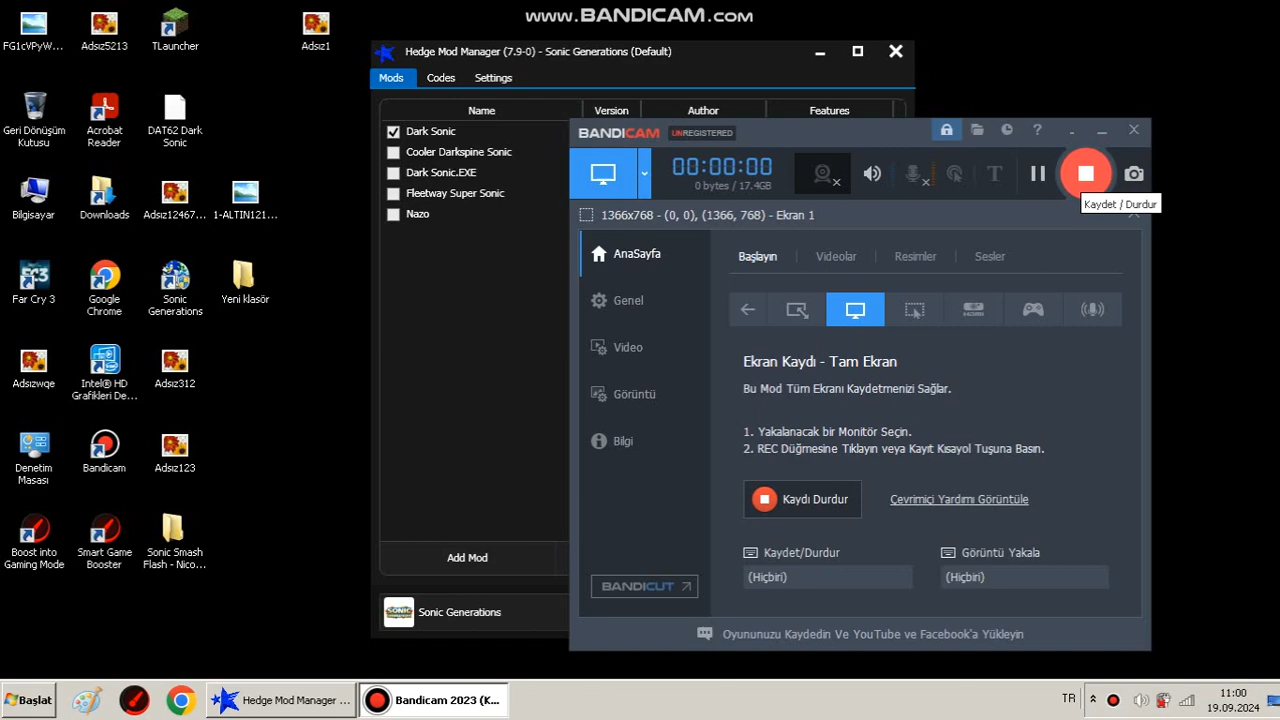 www.BANDICAM.com
FG1cVPyW...
Adsız5213
TLauncher
Adsız1
Geri Dönüşüm
Kutusu
Acrobat
Reader
DAT62 Dark
Sonic
Bilgisayar
Downloads
Adsız12467...
1-ALTIN121...
Far Cry 3
Google
Chrome
Sonic
Generations
Yeni klasör
Adsızwqe
Intel® HD
Grafikleri De...
Adsız312
Denetim
Masası
Bandicam
Adsız123
Boost into
Gaming Mode
Smart Game
Booster
Sonic Smash
Flash - Nico...
Hedge Mod Manager (7.9-0) - Sonic Generations (Default)
Mods
Codes
Settings
Name
Version
Author
Features
Dark Sonic
Cooler Darkspine Sonic
Dark Sonic.EXE
Fleetway Super Sonic
Nazo
Add Mod
Sonic Generations
BANDICAM
UNREGISTERED
00:00:00
0 bytes / 17.4GB
Kaydet / Durdur
1366x768 - (0, 0), (1366, 768) - Ekran 1
AnaSayfa
Genel
Video
Görüntü
Bilgi
BANDICUT
Başlayın
Videolar
Resimler
Sesler
Ekran Kaydı - Tam Ekran
Bu Mod Tüm Ekranı Kaydetmenizi Sağlar.
1. Yakalanacak bir Monitör Seçin.
2. REC Düğmesine Tıklayın veya Kayıt Kısayol Tuşuna Basın.
Kaydı Durdur
Çevrimiçi Yardımı Görüntüle
Kaydet/Durdur
Görüntü Yakala
(Hiçbiri)
(Hiçbiri)
Oyununuzu Kaydedin Ve YouTube ve Facebook'a Yükleyin
Başlat
Hedge Mod Manager ...
Bandicam 2023 (K...
TR
11:00
19.09.2024